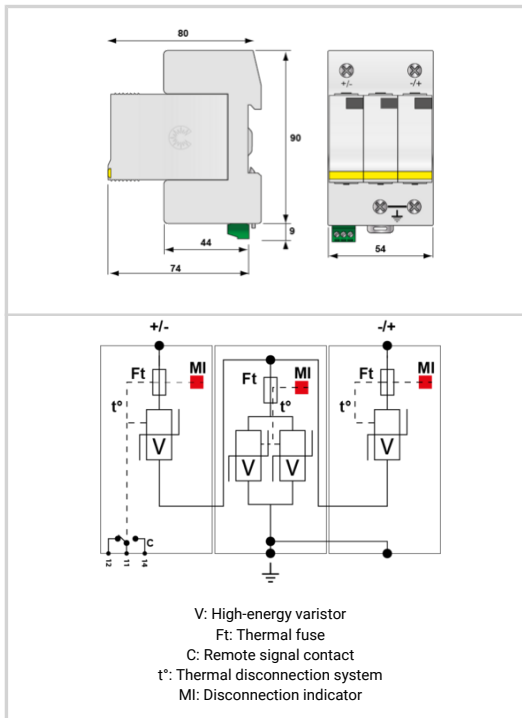 80
+/-
-/+
90
9
44
74
54
+/-
-/+
Ft
MI
t°
V
Ft
MI
t°
V
V
Ft
MI
t°
V
C
12
11
14
V: High-energy varistor
Ft: Thermal fuse
C: Remote signal contact
t°: Thermal disconnection system
MI: Disconnection indicator